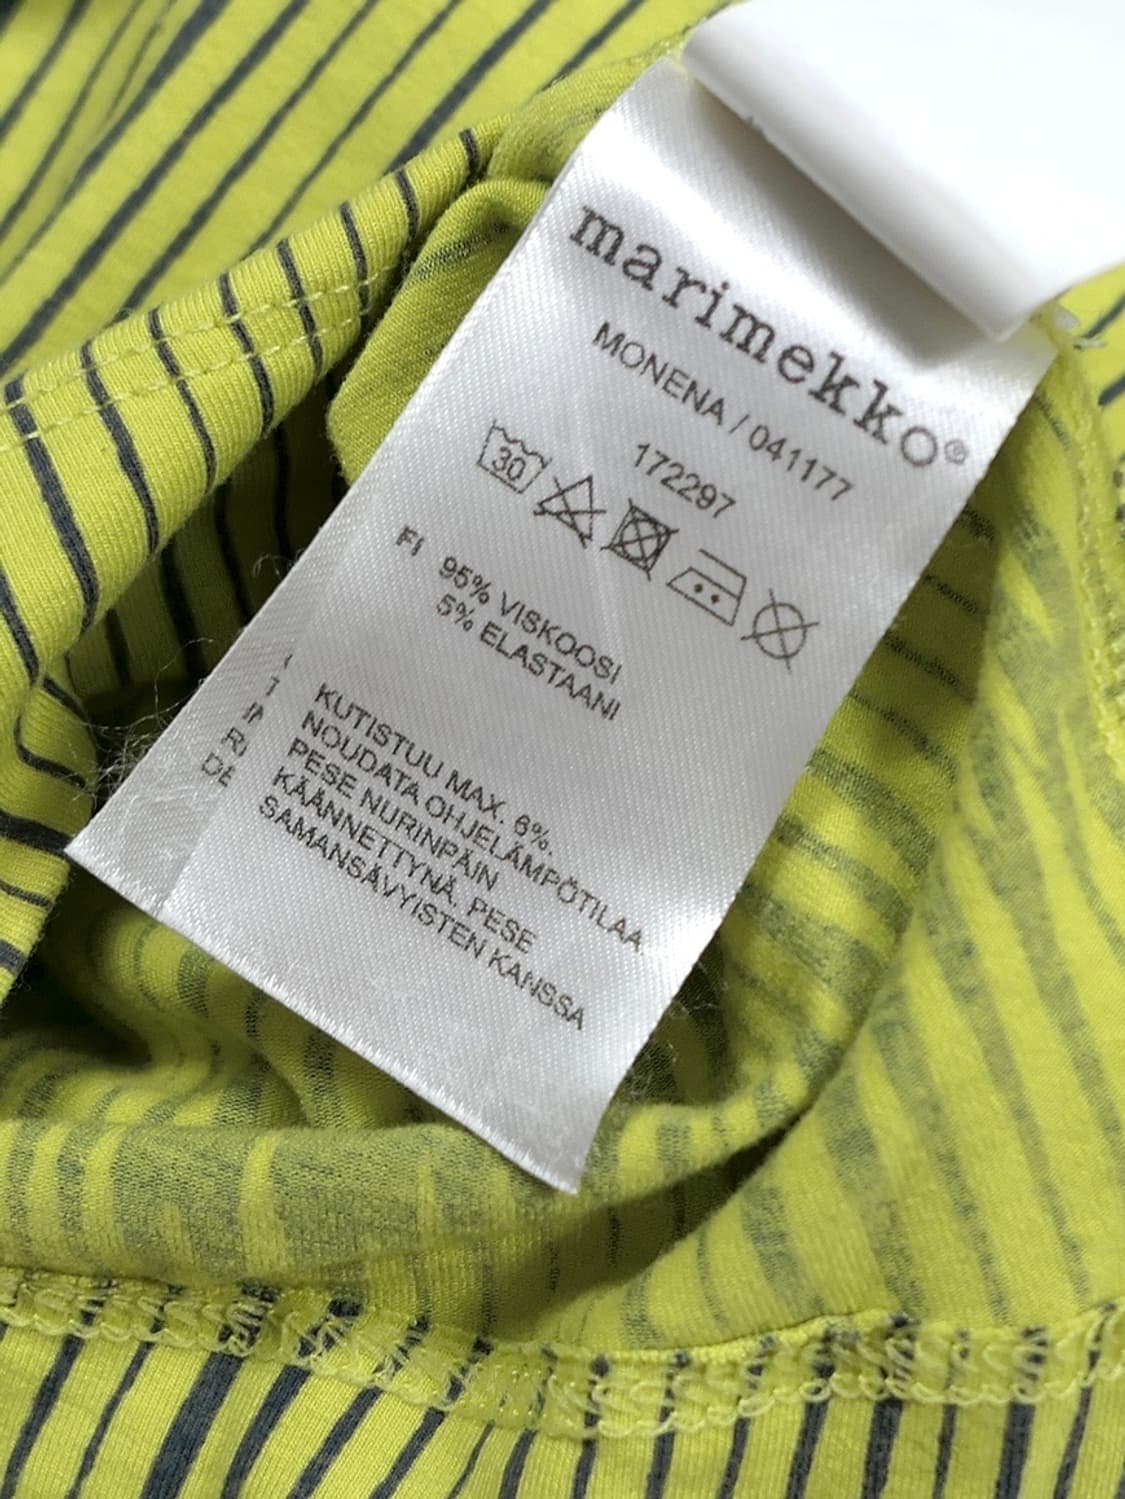 marimekko®
MONENA / 041177
172297
30
FI 95% VISKOOSI
5% ELASTAANI
KUTISTUU MAX. 6%.
NOUDATA OHJELÄMPÖTILAA.
PESE NURINPÄIN
KÄÄNNETTYNÄ. PESE
SAMANSÄVYISTEN KANSSA